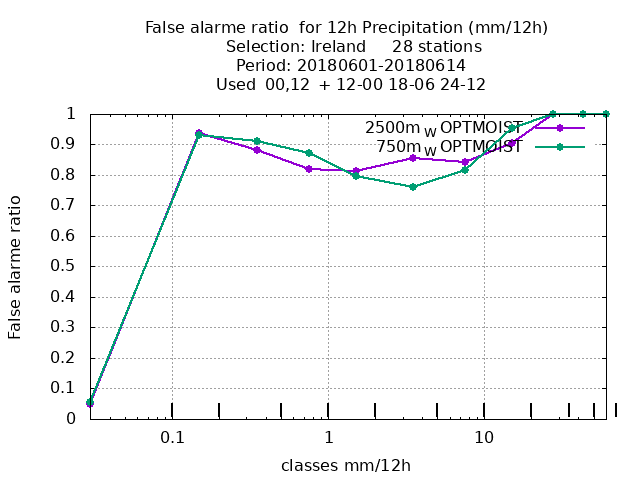 False alarme ratio  for 12h Precipitation (mm/12h)
Selection: Ireland     28 stations
Period: 20180601-20180614
Used  00,12  + 12-00 18-06 24-12
2500m W OPTMOIST
750m W OPTMOIST
1
0.9
0.8
0.7
0.6
0.5
0.4
0.3
0.2
0.1
0
False alarme ratio
0.1 1 10
classes mm/12h